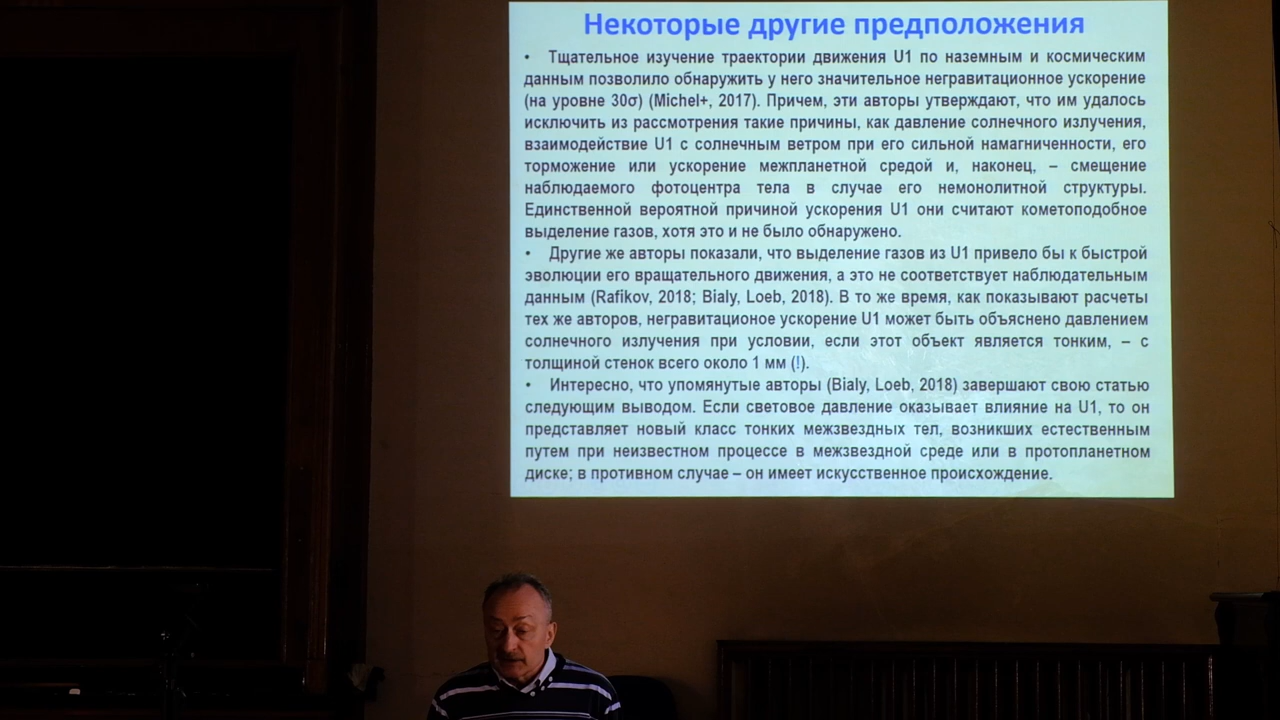 Некоторые другие предположения
• Тщательное изучение траектории движения U1 по наземным и космическим
данным позволило обнаружить у него значительное негравитационное ускорение
(на уровне 30σ) (Michel+, 2017). Причем, эти авторы утверждают, что им удалось
исключить из рассмотрения такие причины, как давление солнечного излучения,
взаимодействие U1 с солнечным ветром при его сильной намагниченности, его
торможение или ускорение межпланетной средой и, наконец, – смещение
наблюдаемого фотоцентра тела в случае его немонолитной структуры.
Единственной вероятной причиной ускорения U1 они считают кометоподобное
выделение газов, хотя это и не было обнаружено.
• Другие же авторы показали, что выделение газов из U1 привело бы к быстрой
эволюции его вращательного движения, а это не соответствует наблюдательным
данным (Rafikov, 2018; Bialy, Loeb, 2018). В то же время, как показывают расчеты
тех же авторов, негравитационое ускорение U1 может быть объяснено давлением
солнечного излучения при условии, если этот объект является тонким, – с
толщиной стенок всего около 1 мм (!).
• Интересно, что упомянутые авторы (Bialy, Loeb, 2018) завершают свою статью
следующим выводом. Если световое давление оказывает влияние на U1, то он
представляет новый класс тонких межзвездных тел, возникших естественным
путем при неизвестном процессе в межзвездной среде или в протопланетном
диске; в противном случае – он имеет искусственное происхождение.